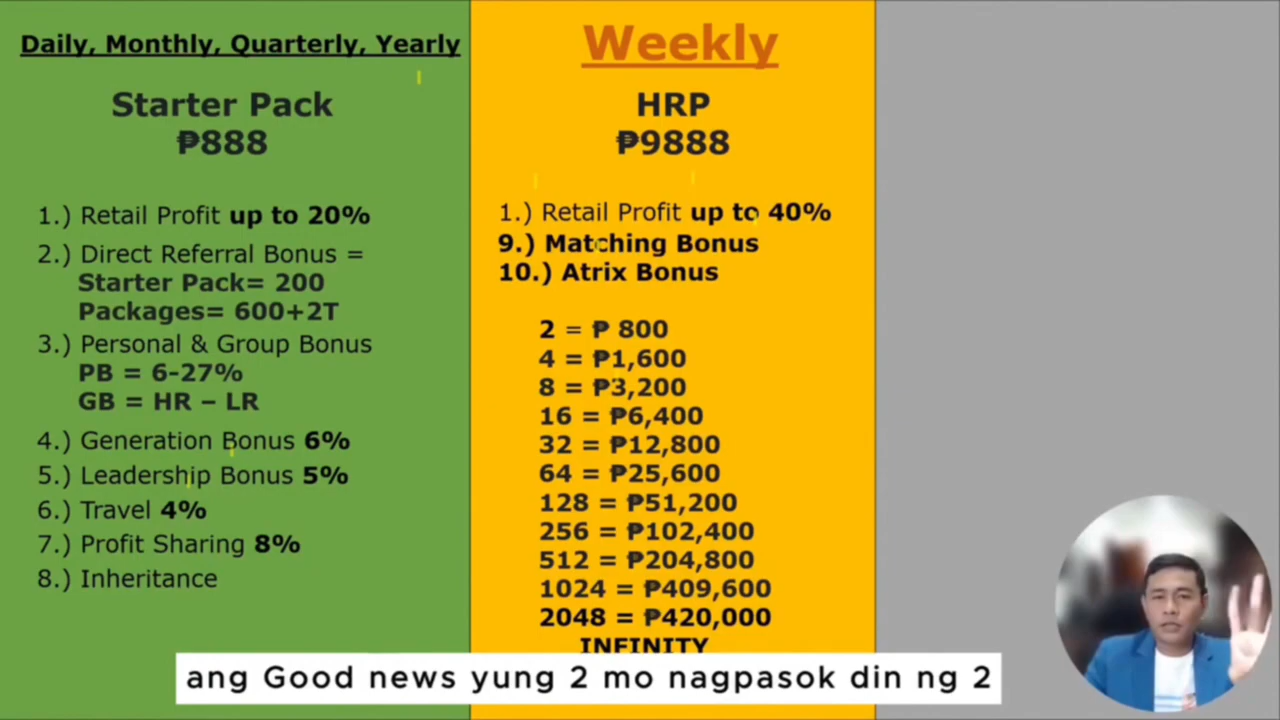 Daily, Monthly, Quarterly, Yearly
Starter Pack
₱888
1.) Retail Profit up to 20%
2.) Direct Referral Bonus =
Starter Pack= 200
Packages= 600+2T
3.) Personal & Group Bonus
PB = 6-27%
GB = HR – LR
4.) Generation Bonus 6%
5.) Leadership Bonus 5%
6.) Travel 4%
7.) Profit Sharing 8%
8.) Inheritance
Weekly
HRP
₱9888
1.) Retail Profit up to 40%
9.) Matching Bonus
10.) Atrix Bonus
2 = ₱ 800
4 = ₱1,600
8 = ₱3,200
16 = ₱6,400
32 = ₱12,800
64 = ₱25,600
128 = ₱51,200
256 = ₱102,400
512 = ₱204,800
1024 = ₱409,600
2048 = ₱420,000
INFINITY
ang Good news yung 2 mo nagpasok din ng 2